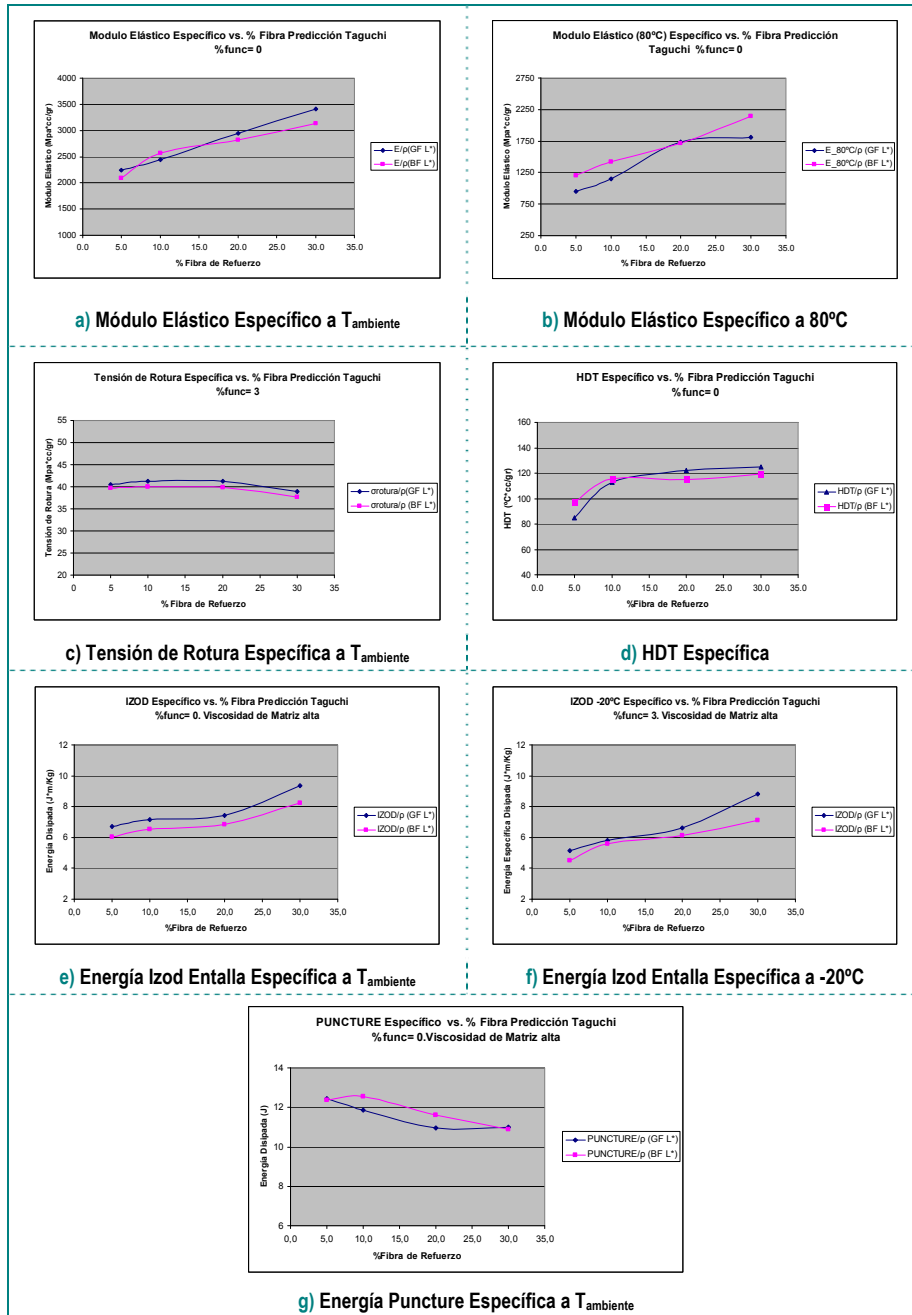 Modulo Elástico Específico vs. % Fibra Predicción Taguchi
%func= 0
Módulo Elástico (Mpa*cc/gr)
4000
3500
3000
2500
2000
1500
1000
0.0 5.0 10.0 15.0 20.0 25.0 30.0 35.0
% Fibra de Refuerzo
E/ρ(GF L*)
E/ρ(BF L*)
a) Módulo Elástico Específico a Tambiente
Modulo Elástico (80ºC) Específico vs. % Fibra Predicción
Taguchi %func= 0
Módulo Elástico (Mpa*cc/gr)
2750
2250
1750
1250
750
250
0.0 5.0 10.0 15.0 20.0 25.0 30.0 35.0
% Fibra de Refuerzo
E_80ºC/ρ (GF L*)
E_80ºC/ρ (BF L*)
b) Módulo Elástico Específico a 80ºC
Tensión de Rotura Específica vs. % Fibra Predicción Taguchi
%func= 3
Tensión de Rotura (Mpa*cc/gr)
55
50
45
40
35
30
25
20
0 5 10 15 20 25 30 35
%Fibra de Refuerzo
σrotura/ρ(GF L*)
σrotura/ρ (BF L*)
c) Tensión de Rotura Específica a Tambiente
HDT Específico vs. % Fibra Predicción Taguchi
%func= 0
HDT (ºC*cc/gr)
160
140
120
100
80
60
40
0.0 5.0 10.0 15.0 20.0 25.0 30.0 35.0
%Fibra de Refuerzo
HDT/ρ (GF L*)
HDT/ρ (BF L*)
d) HDT Específica
IZOD Específico vs. % Fibra Predicción Taguchi
%func= 0. Viscosidad de Matriz alta
Energía Disipada (J*m/Kg)
12
10
8
6
4
2
0,0 5,0 10,0 15,0 20,0 25,0 30,0 35,0
%Fibra de Refuerzo
IZOD/ρ (GF L*)
IZOD/ρ (BF L*)
e) Energía Izod Entalla Específica a Tambiente
IZOD -20ºC Específico vs. % Fibra Predicción Taguchi
%func= 3. Viscosidad de Matriz alta
Energía Específica Disipada (J*m/Kg)
12
10
8
6
4
2
0,0 5,0 10,0 15,0 20,0 25,0 30,0 35,0
%Fibra de Refuerzo
IZOD/ρ (GF L*)
IZOD/ρ (BF L*)
f) Energía Izod Entalla Específica a -20ºC
PUNCTURE Específico vs. % Fibra Predicción Taguchi
%func= 0.Viscosidad de Matriz alta
Energía Disipada (J)
14
12
10
8
6
0,0 5,0 10,0 15,0 20,0 25,0 30,0 35,0
%Fibra de Refuerzo
PUNCTURE/ρ (GF L*)
PUNCTURE/ρ (BF L*)
g) Energía Puncture Específica a Tambiente